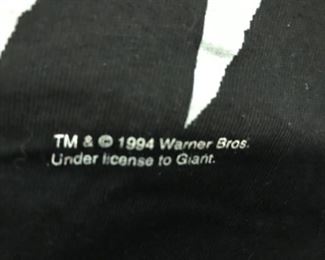 TM & © 1994 Warner Bros.
Under license to Giant.